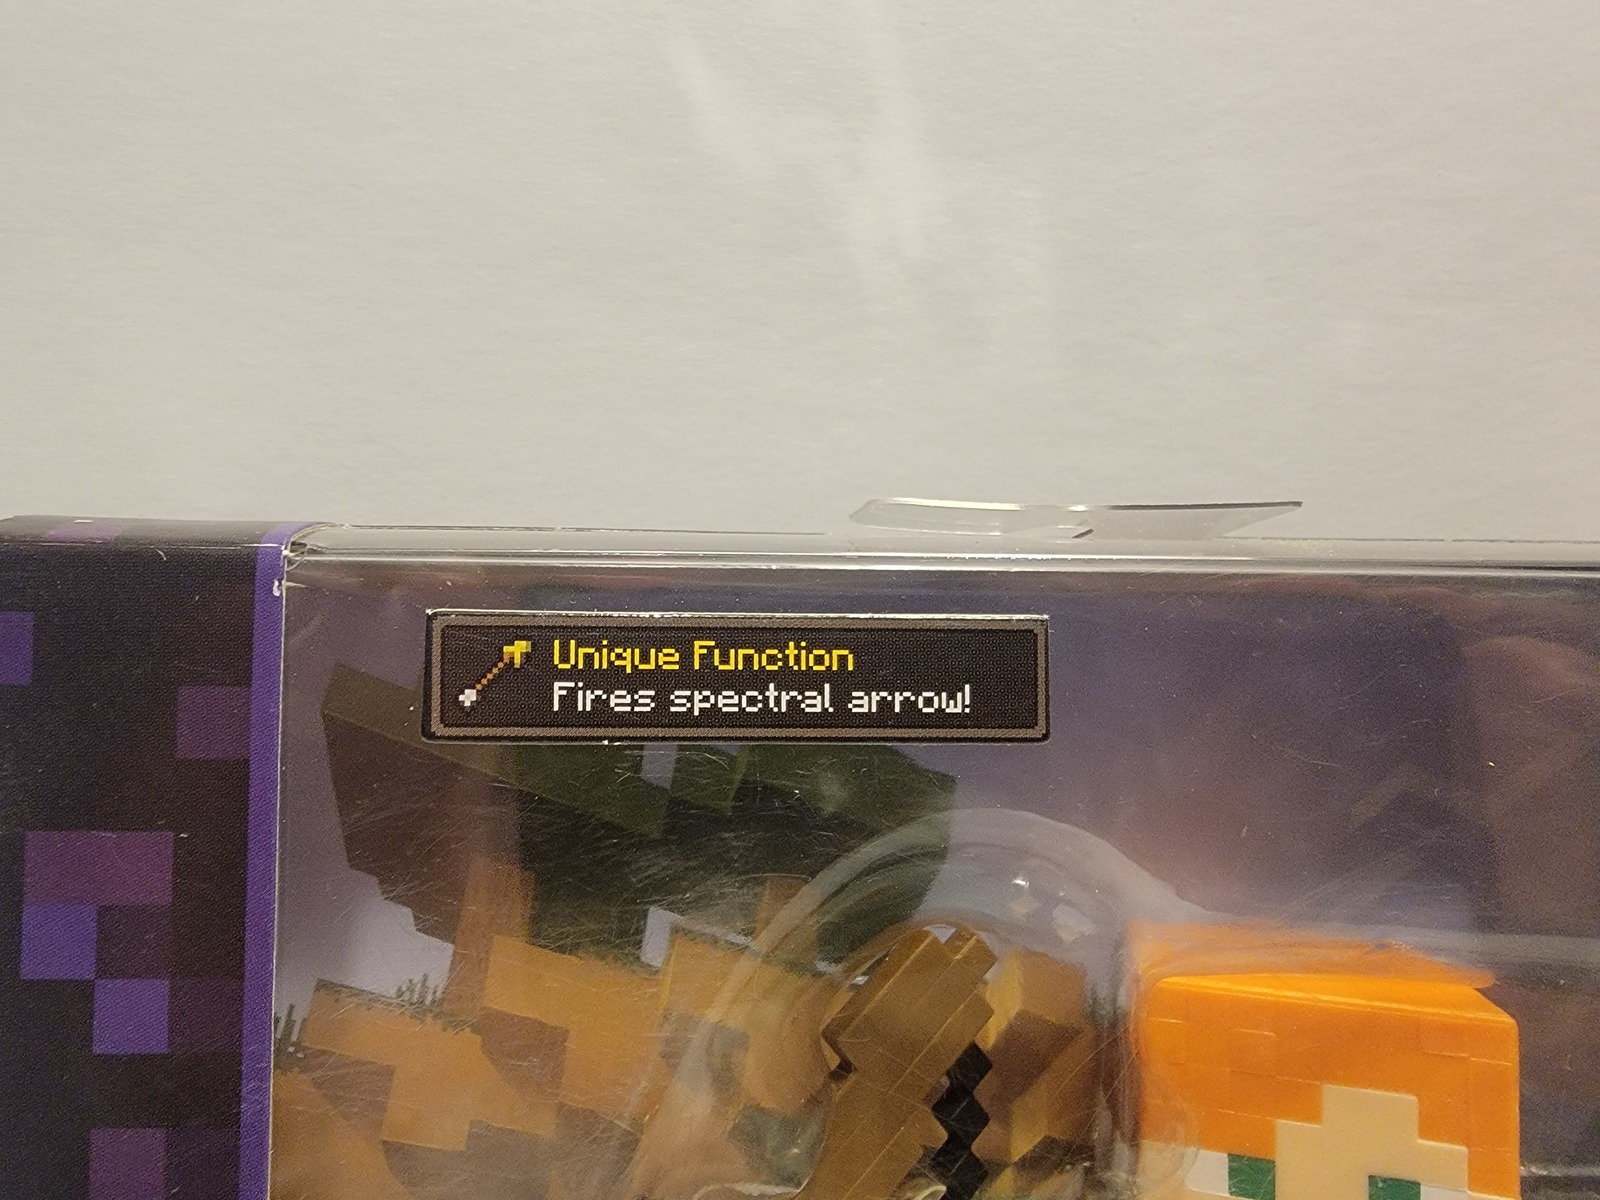 Unique Function
Fires spectral arrow!